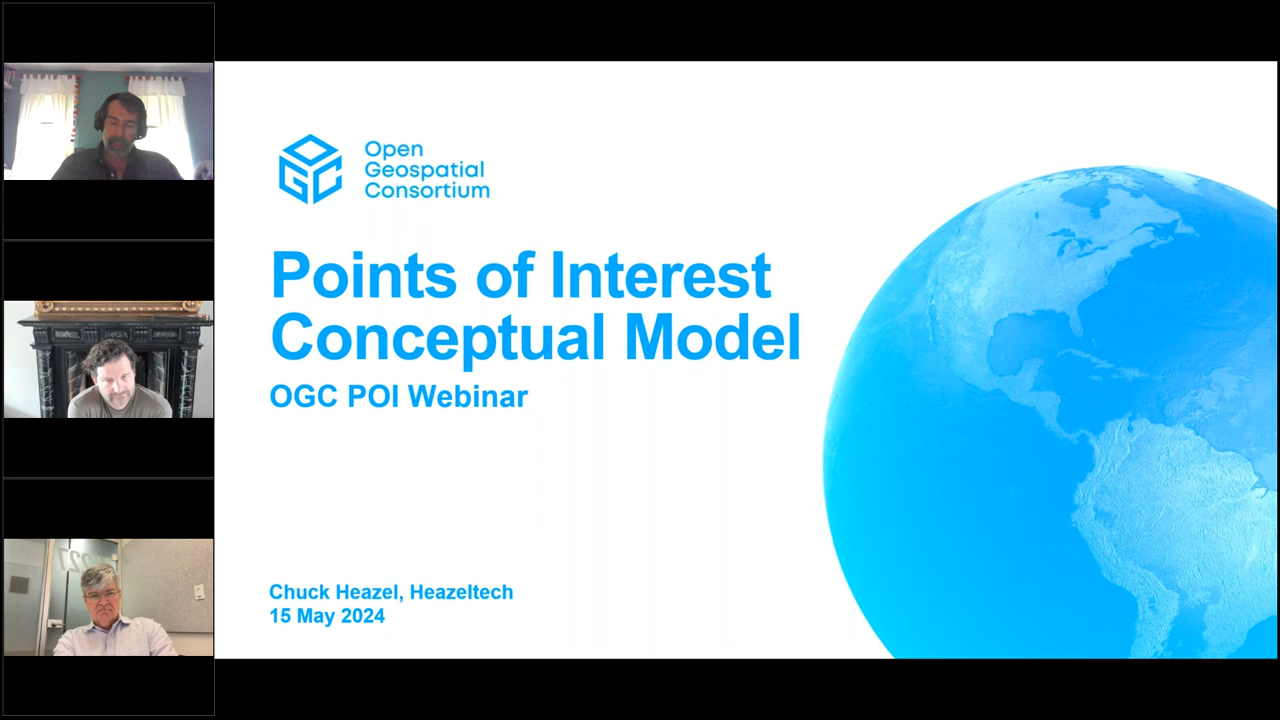 Open
Geospatial
Consortium
Points of Interest
Conceptual Model
OGC POI Webinar
Chuck Heazel, Heazeltech
15 May 2024